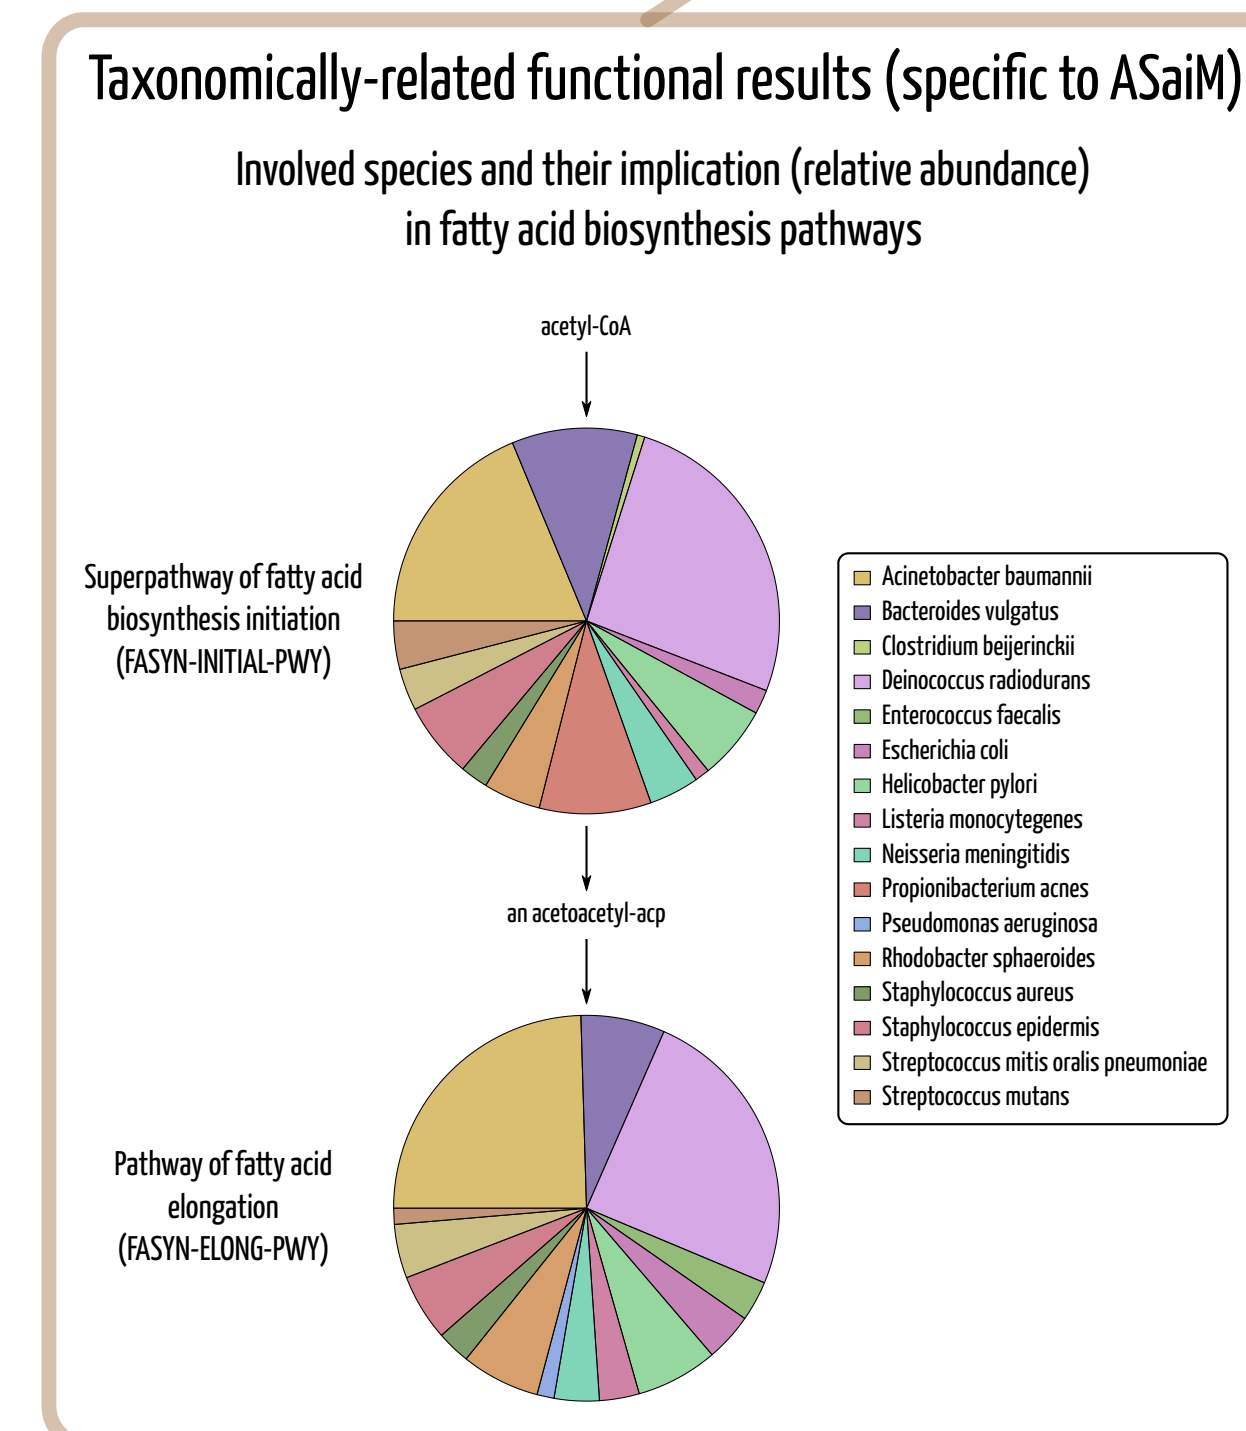 Taxonomically-related functional results (specific to ASaiM)
Involved species and their implication (relative abundance)
in fatty acid biosynthesis pathways
acetyl-CoA
Superpathway of fatty acid
biosynthesis initiation
(FASYN-INITIAL-PWY)
an acetoacetyl-acp
Pathway of fatty acid
elongation
(FASYN-ELONG-PWY)
Acinetobacter baumannii
Bacteroides vulgatus
Clostridium beijerinckii
Deinococcus radiodurans
Enterococcus faecalis
Escherichia coli
Helicobacter pylori
Listeria monocytegenes
Neisseria meningitidis
Propionibacterium acnes
Pseudomonas aeruginosa
Rhodobacter sphaeroides
Staphylococcus aureus
Staphylococcus epidermis
Streptococcus mitis oralis pneumoniae
Streptococcus mutans